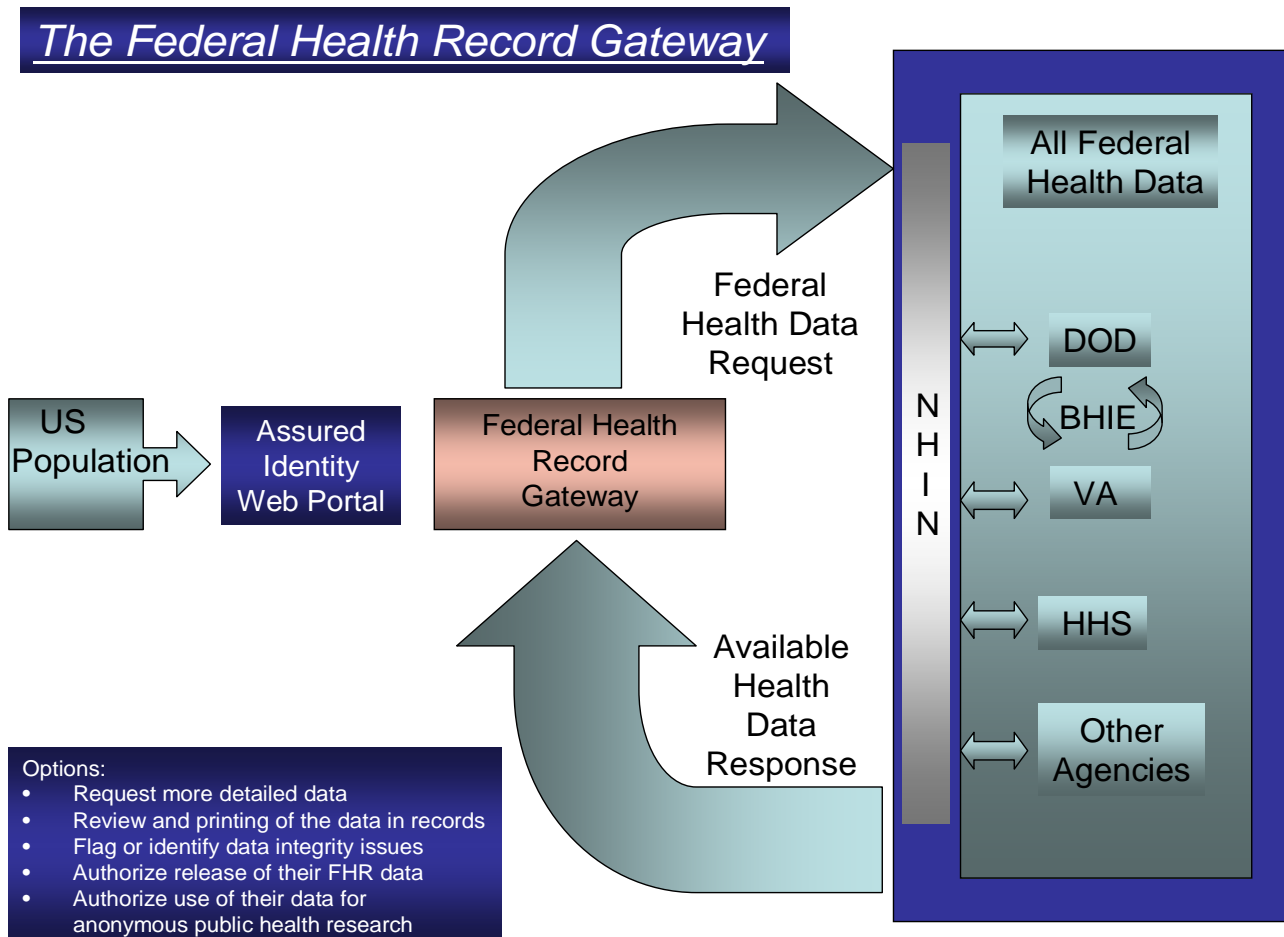 The Federal Health Record Gateway
All Federal
Health Data
Federal
Health Data
Request
DOD
BHIE
VA
HHS
Other
Agencies
N
H
I
N
US
Population
Assured
Identity
Web Portal
Federal Health
Record
Gateway
Available
Health
Data
Response
Options:
• Request more detailed data
• Review and printing of the data in records
• Flag or identify data integrity issues
• Authorize release of their FHR data
• Authorize use of their data for
anonymous public health research